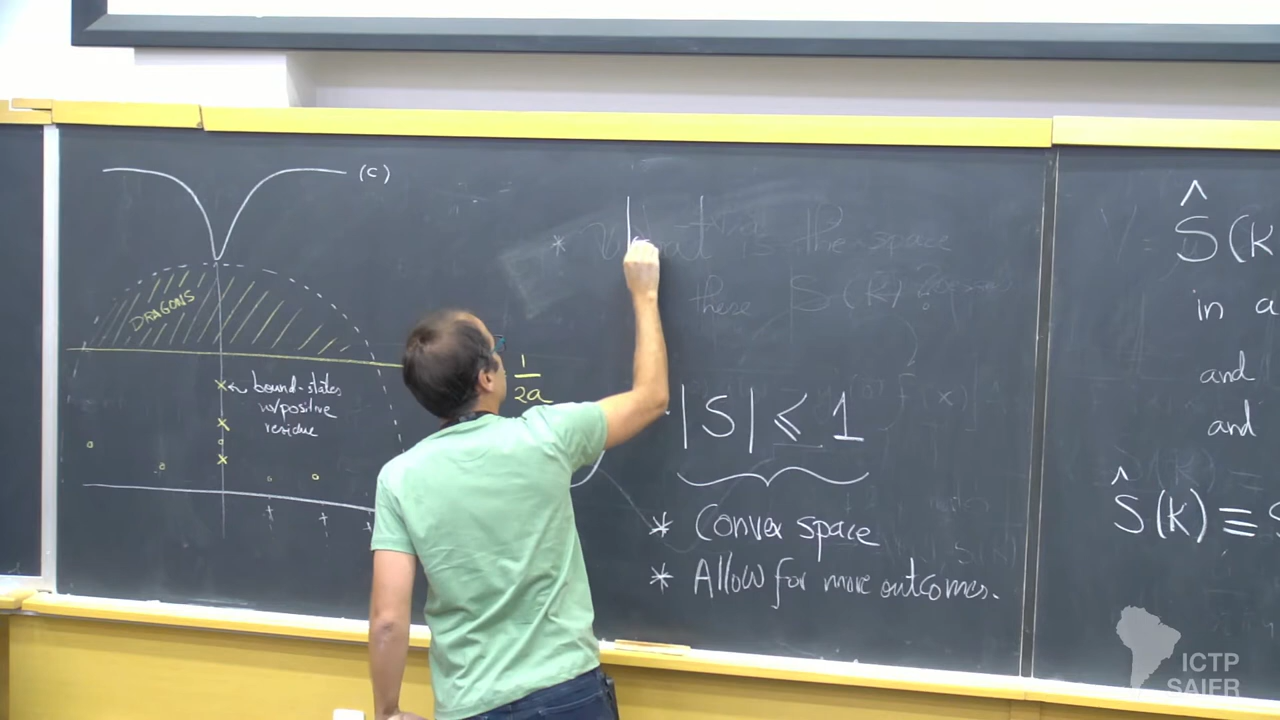 (c)
DRAGONS
bound-states
w/positive
residue
1
2a
* What is the space
there S(k)
|S| ≤ 1
* Convex space
* Allow for more outcomes.
Ŝ(k
in a
and
and
Ŝ(k) ≡ S
ICTP
SAIFR